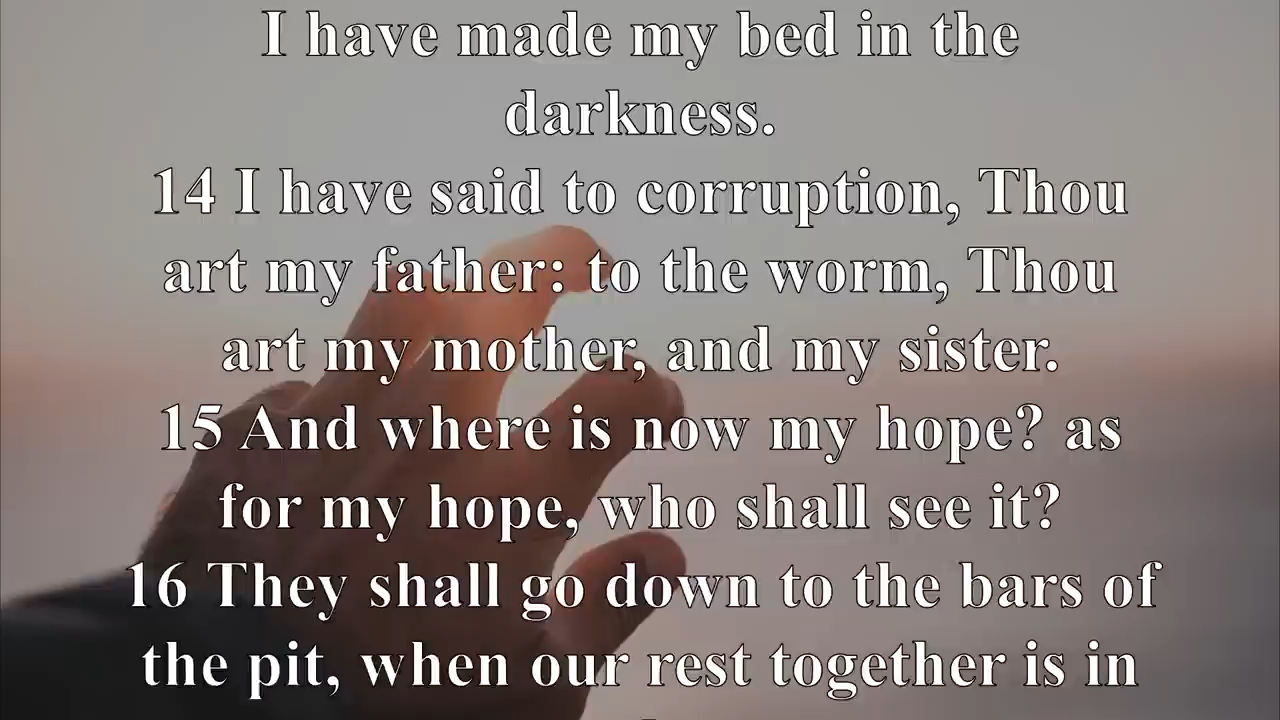 I have made my bed in the
darkness.
14 I have said to corruption, Thou
art my father: to the worm, Thou
art my mother, and my sister.
15 And where is now my hope? as
for my hope, who shall see it?
16 They shall go down to the bars of
the pit, when our rest together is in